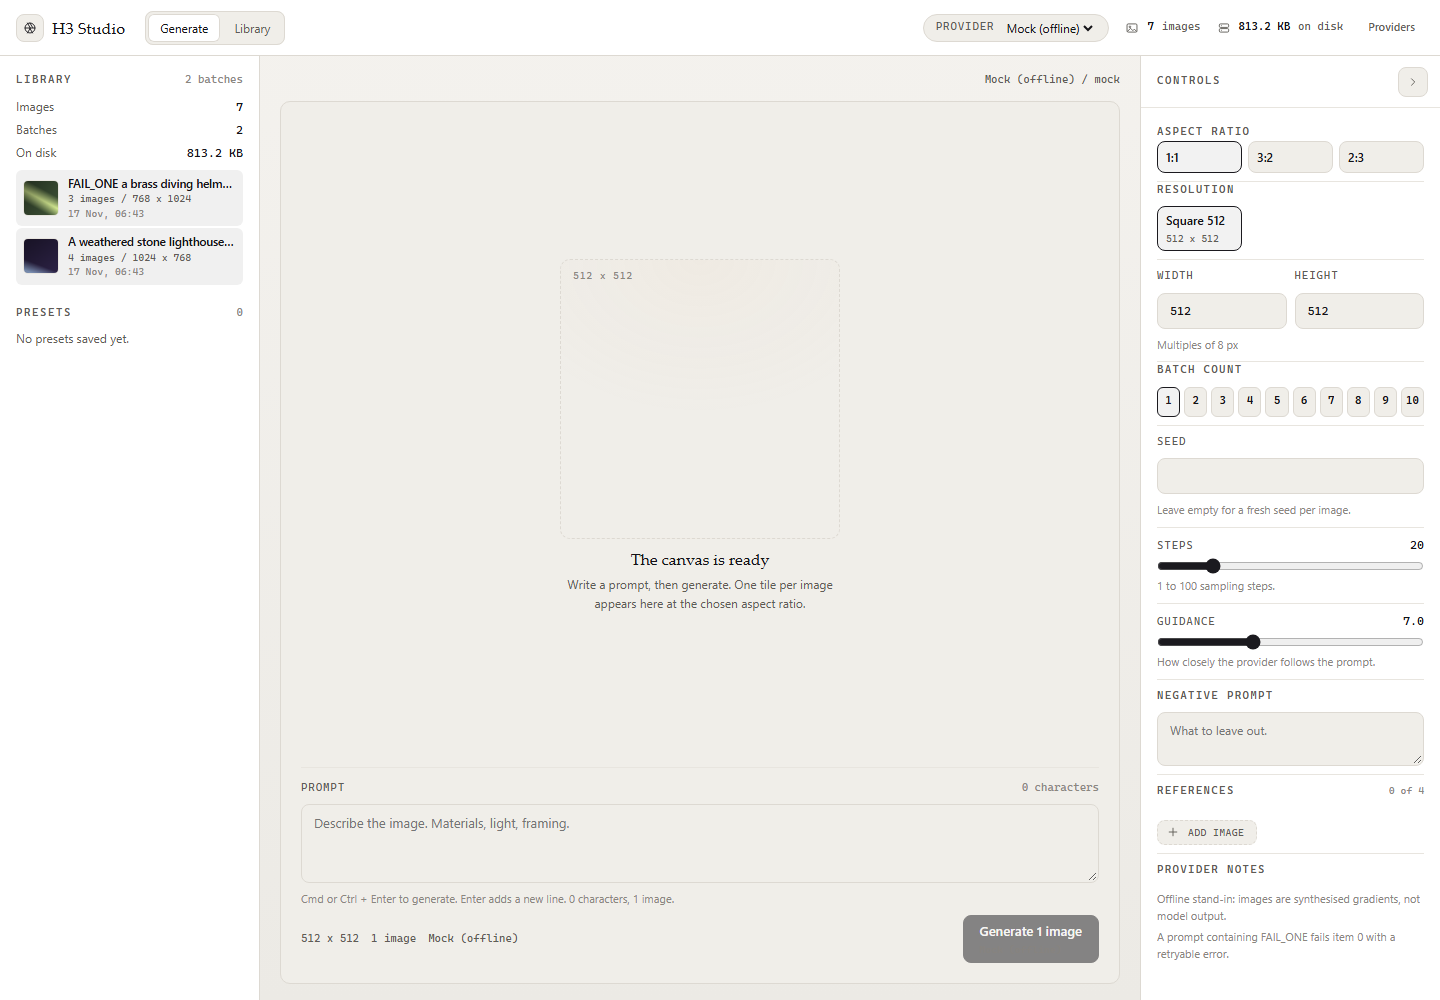 H3 Studio
Generate
Library
PROVIDER Mock (offline)
7 images
813.2 KB on disk
Providers
LIBRARY 2 batches
Images 7
Batches 2
On disk 813.2 KB
FAIL_ONE a brass diving helm...
3 images / 768 x 1024
17 Nov, 06:43
A weathered stone lighthouse...
4 images / 1024 x 768
17 Nov, 06:43
PRESETS 0
No presets saved yet.
Mock (offline) / mock
512 x 512
The canvas is ready
Write a prompt, then generate. One tile per image
appears here at the chosen aspect ratio.
PROMPT 0 characters
Describe the image. Materials, light, framing.
Cmd or Ctrl + Enter to generate. Enter adds a new line. 0 characters, 1 image.
512 x 512 1 image Mock (offline)
Generate 1 image
CONTROLS
ASPECT RATIO
1:1 3:2 2:3
RESOLUTION
Square 512
512 x 512
WIDTH HEIGHT
512 512
Multiples of 8 px
BATCH COUNT
1 2 3 4 5 6 7 8 9 10
SEED
Leave empty for a fresh seed per image.
STEPS 20
1 to 100 sampling steps.
GUIDANCE 7.0
How closely the provider follows the prompt.
NEGATIVE PROMPT
What to leave out.
REFERENCES 0 of 4
ADD IMAGE
PROVIDER NOTES
Offline stand-in: images are synthesised gradients, not
model output.
A prompt containing FAIL_ONE fails item 0 with a
retryable error.